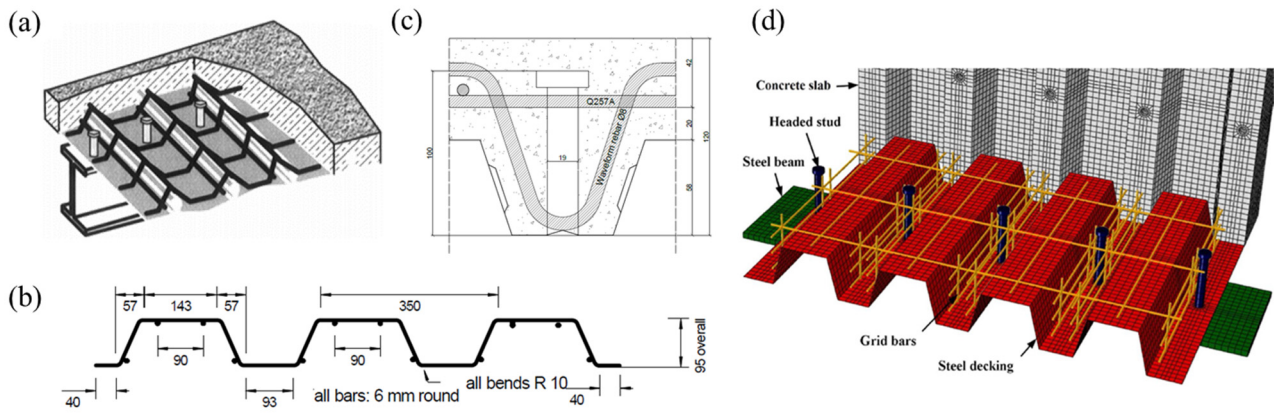 (a)
(c)
Q257A
Waveform rebar Ø8
19
100
42
20
58
120
(d)
Concrete slab
Headed stud
Steel beam
Grid bars
Steel decking
(b)
57
143
57
350
90
90
95 overall
40
93
all bars: 6 mm round
all bends R 10
40